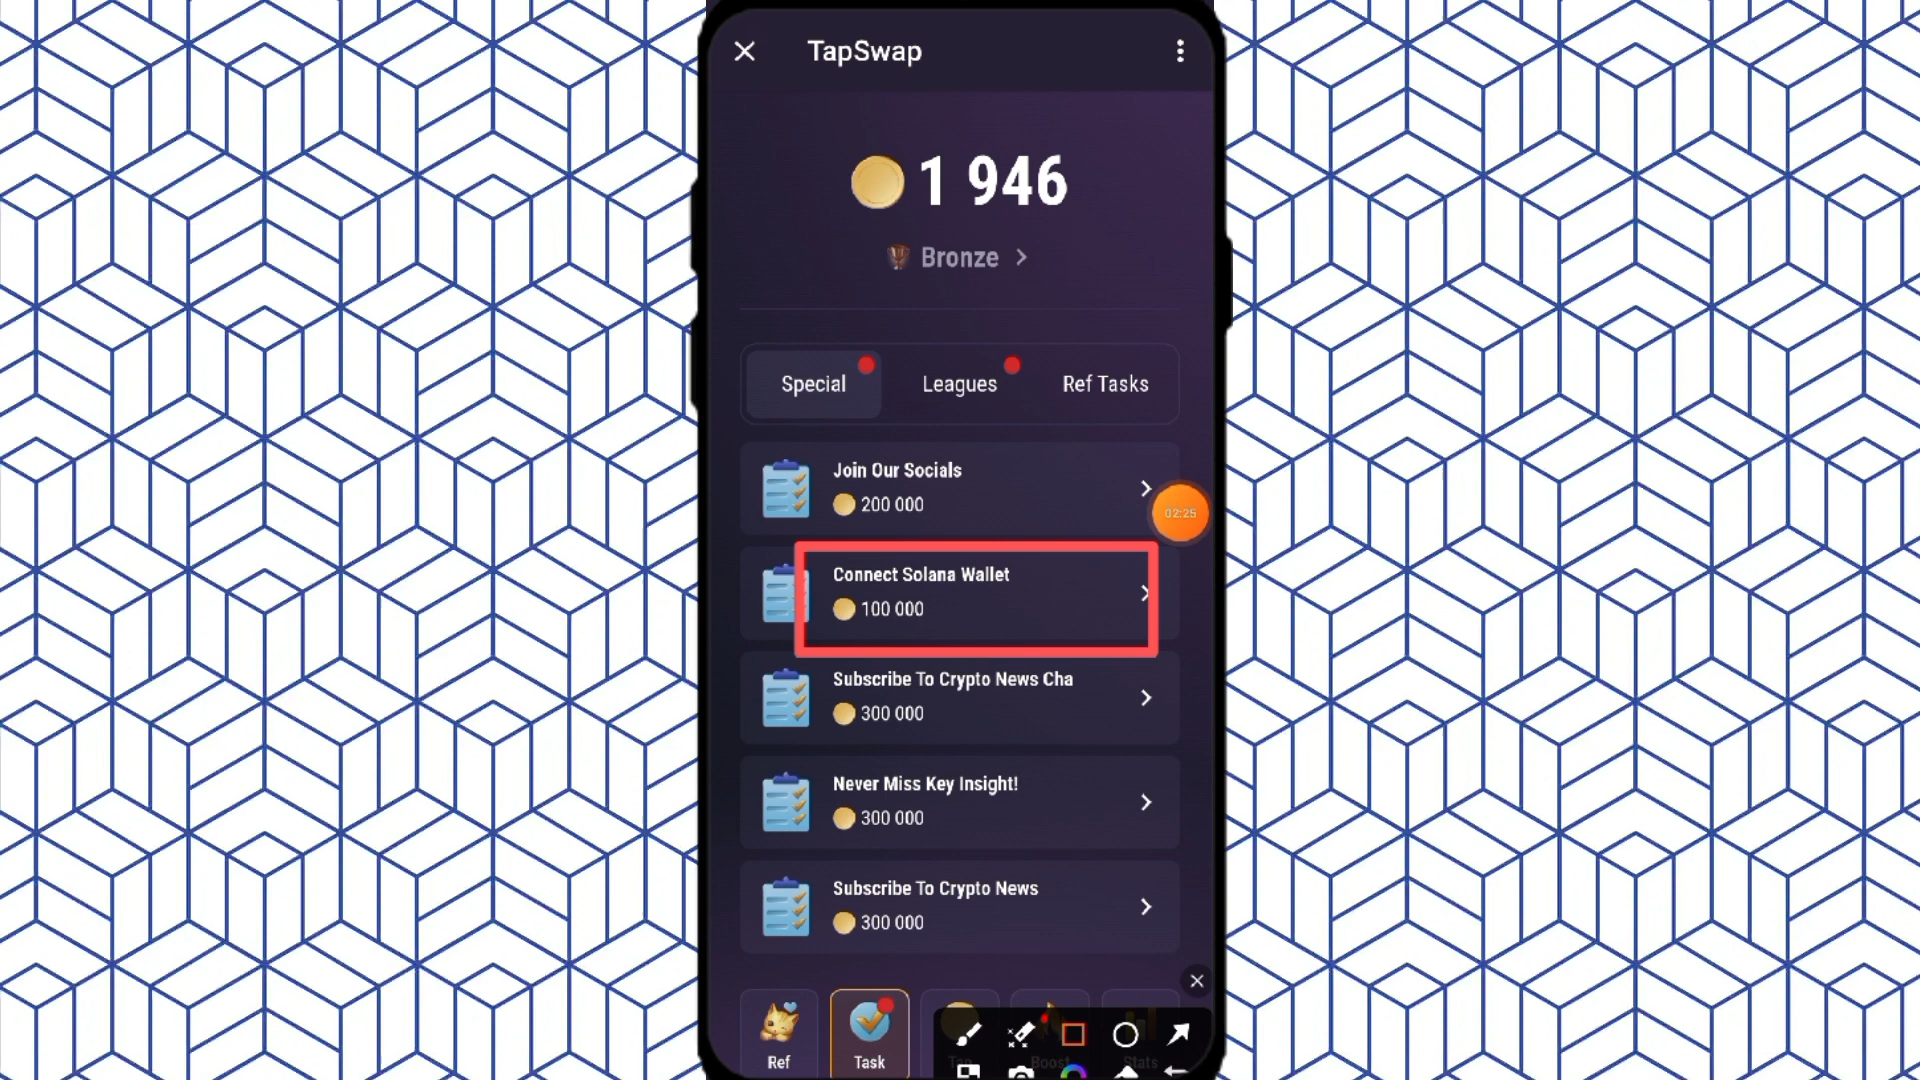 TapSwap
1 946
Bronze
Special
Leagues
Ref Tasks
Join Our Socials
200 000
02:25
Connect Solana Wallet
100 000
Subscribe To Crypto News Cha
300 000
Never Miss Key Insight!
300 000
Subscribe To Crypto News
300 000
Ref
Task
Tap
Boost
Stats